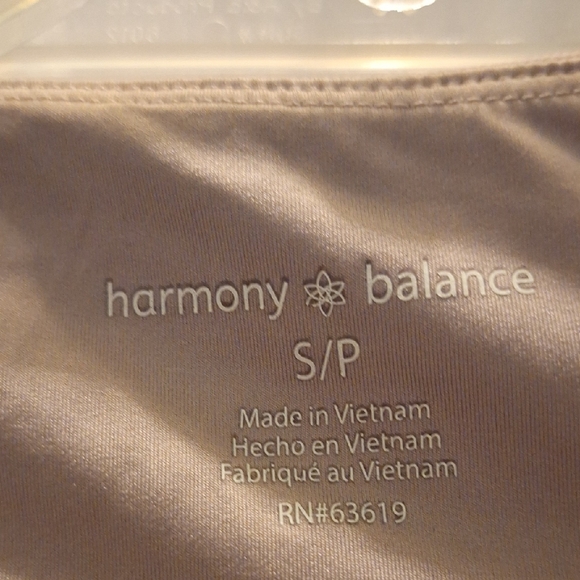 harmony balance
S/P
Made in Vietnam
Hecho en Vietnam
Fabriqué au Vietnam
RN#63619